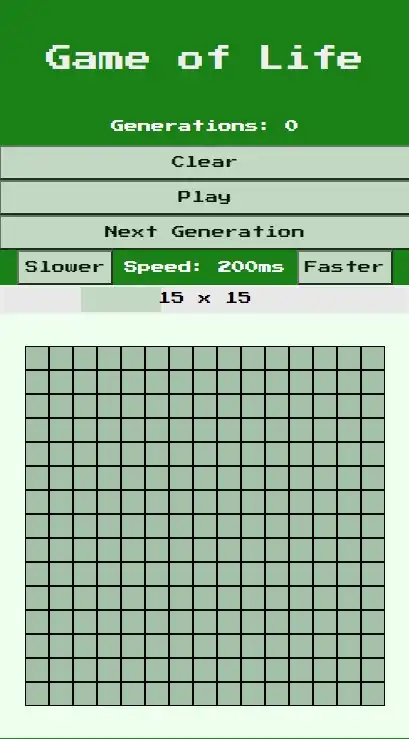 Game of Life
Generations: 0
Clear
Play
Next Generation
Slower Speed: 200ms Faster
15 x 15